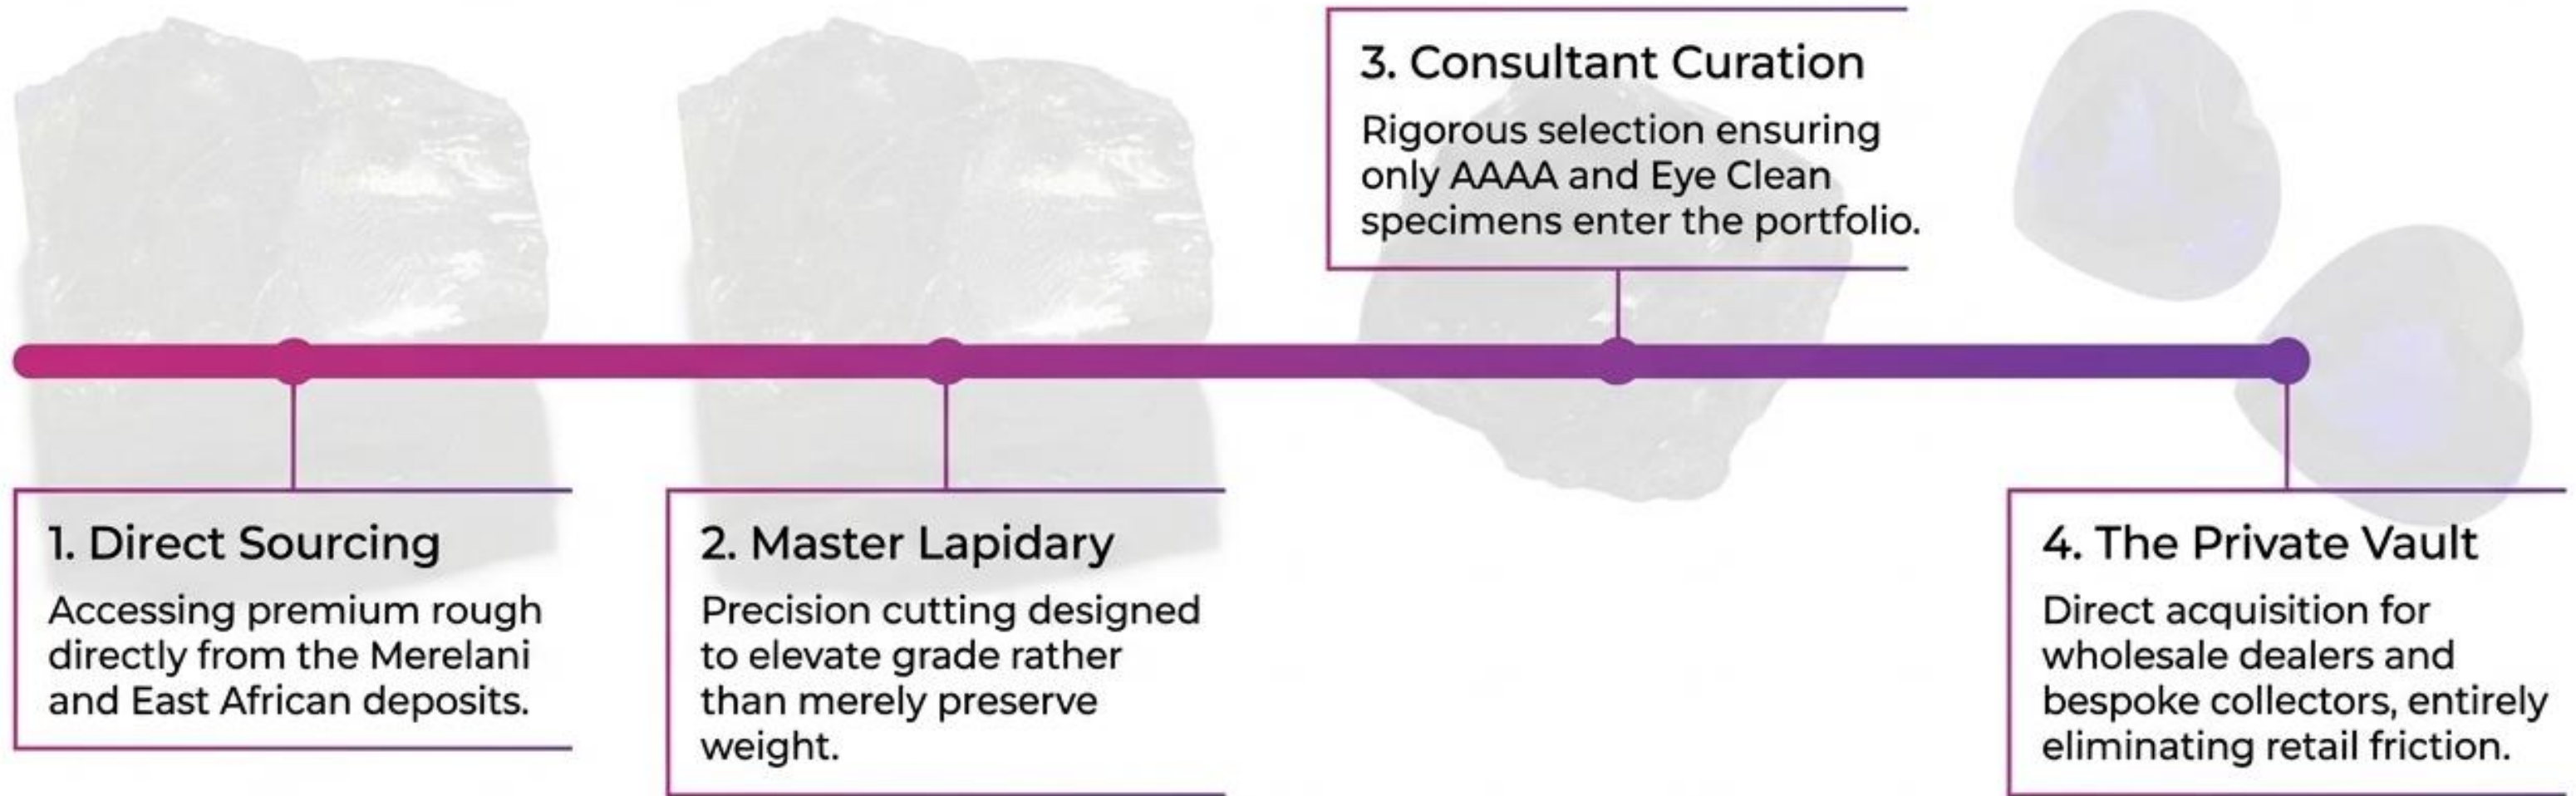 1. Direct Sourcing
Accessing premium rough
directly from the Merelani
and East African deposits.
2. Master Lapidary
Precision cutting designed
to elevate grade rather
than merely preserve
weight.
3. Consultant Curation
Rigorous selection ensuring
only AAAA and Eye Clean
specimens enter the portfolio.
4. The Private Vault
Direct acquisition for
wholesale dealers and
bespoke collectors, entirely
eliminating retail friction.